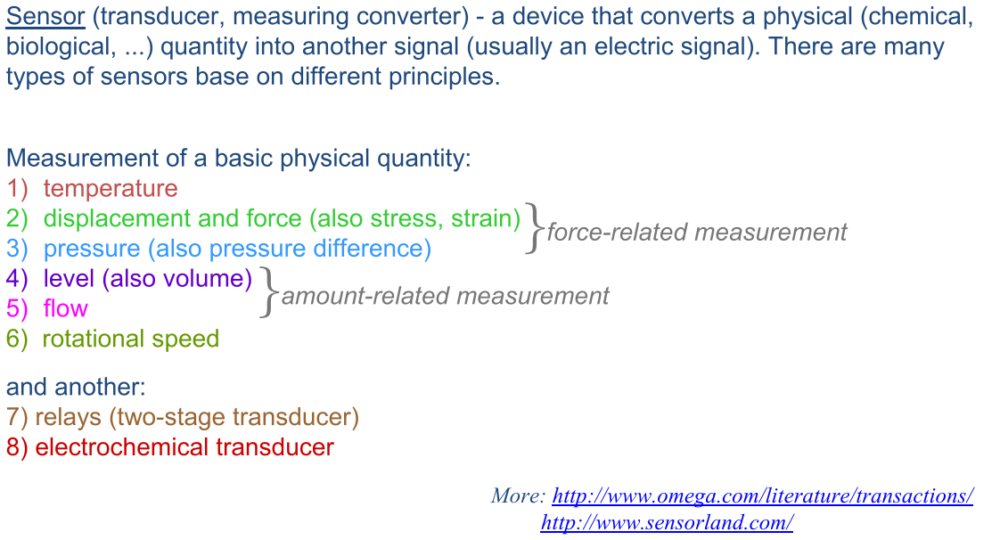 Sensor (transducer, measuring converter) - a device that converts a physical (chemical,
biological, ...) quantity into another signal (usually an electric signal). There are many
types of sensors base on different principles.
Measurement of a basic physical quantity:
1) temperature
2) displacement and force (also stress, strain)
3) pressure (also pressure difference)
force-related measurement
4) level (also volume)
5) flow
amount-related measurement
6) rotational speed
and another:
7) relays (two-stage transducer)
8) electrochemical transducer
More: http://www.omega.com/literature/transactions/
http://www.sensorland.com/